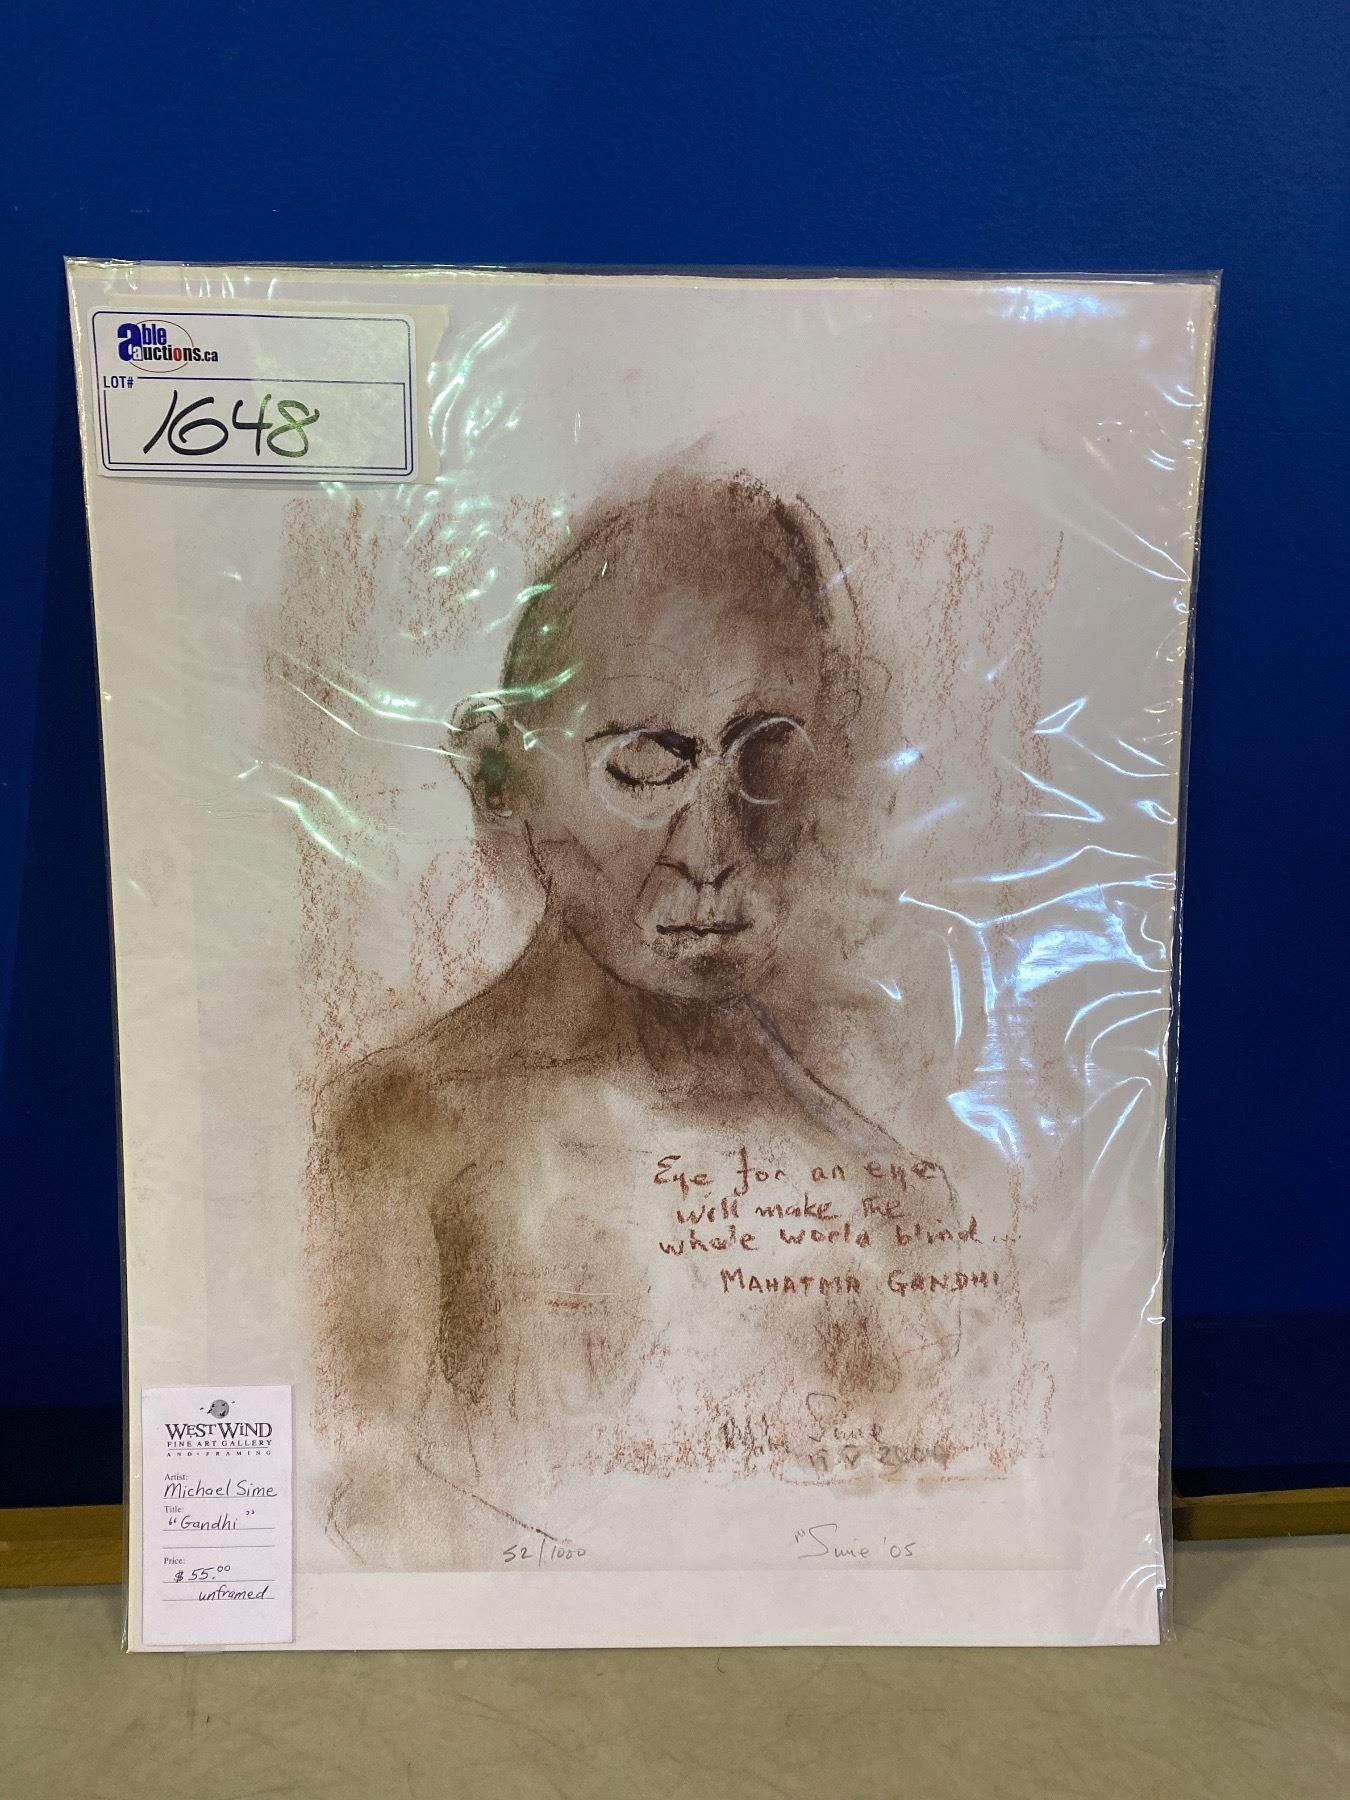 able
auctions.ca
LOT#
1648
Eye for an eye
will make the
whole world blind...
MAHATMA GANDHI
Sime
52/1000
Sime '05
WEST WIND
FINE ART GALLERY
AND • FRAMING
Artist:
Michael Sime
Title:
"Gandhi"
Price:
$55.00
unframed